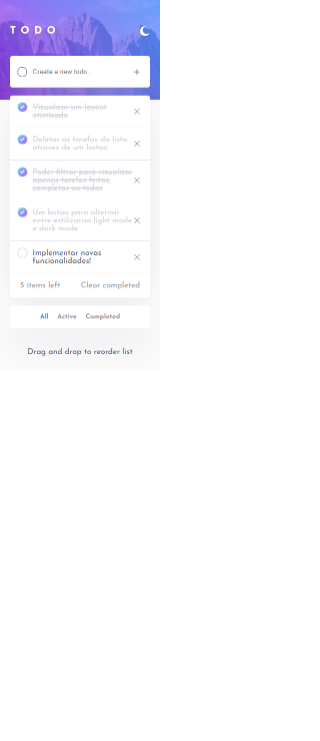 TODO
Create a new todo..
+
Vizualizar um layout
otimizado
Deletar as tarefas da lista
atraves de um botao
Poder filtrar para vizualizar
apenas tarefas feitas,
completas ou todas
Um botao para alternar
entre estilizacao light mode
e dark mode
Implementar novas
funcionalidades!
5 items left Clear completed
All Active Completed
Drag and drop to reorder list